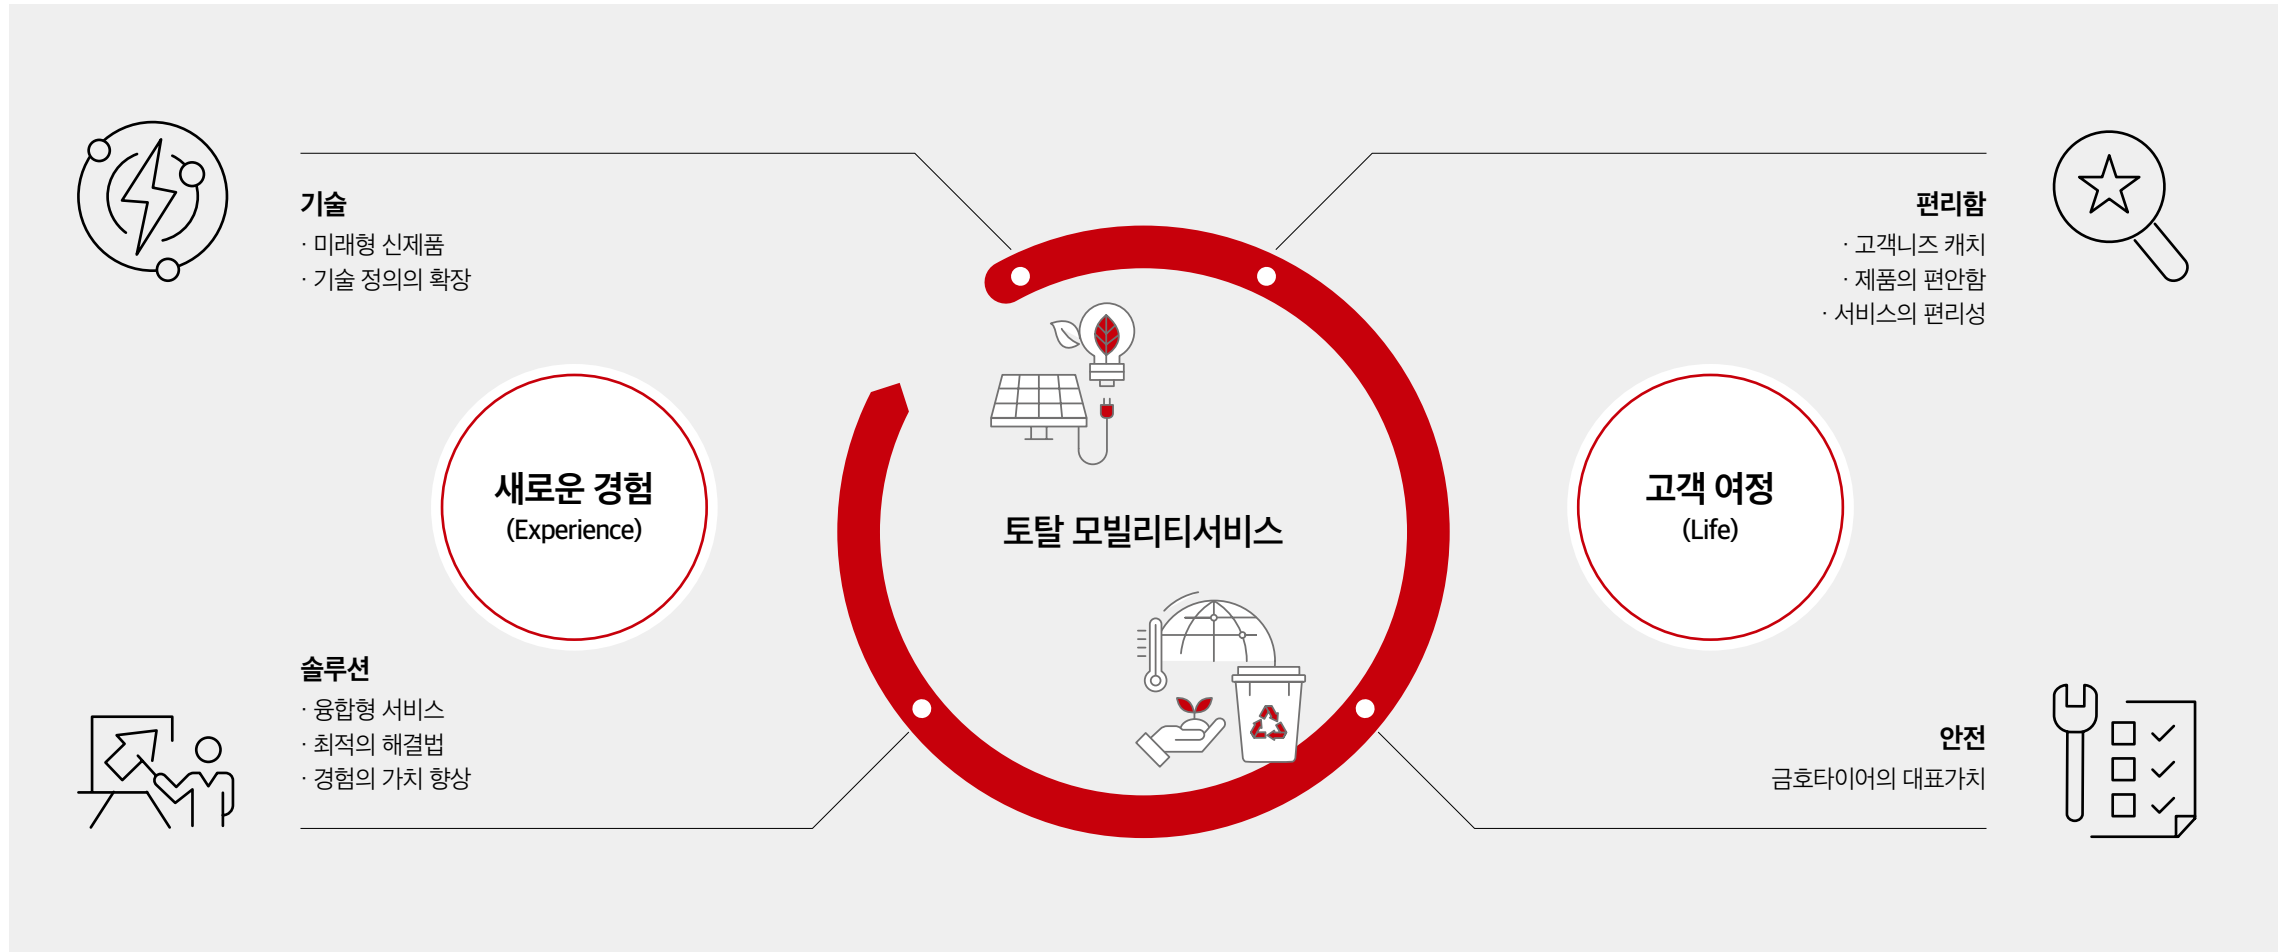 기술
· 미래형 신제품
· 기술 정의의 확장
편리함
· 고객니즈 캐치
· 제품의 편안함
· 서비스의 편리성
새로운 경험
(Experience)
토탈 모빌리티서비스
고객 여정
(Life)
솔루션
· 융합형 서비스
· 최적의 해결법
· 경험의 가치 향상
안전
금호타이어의 대표가치